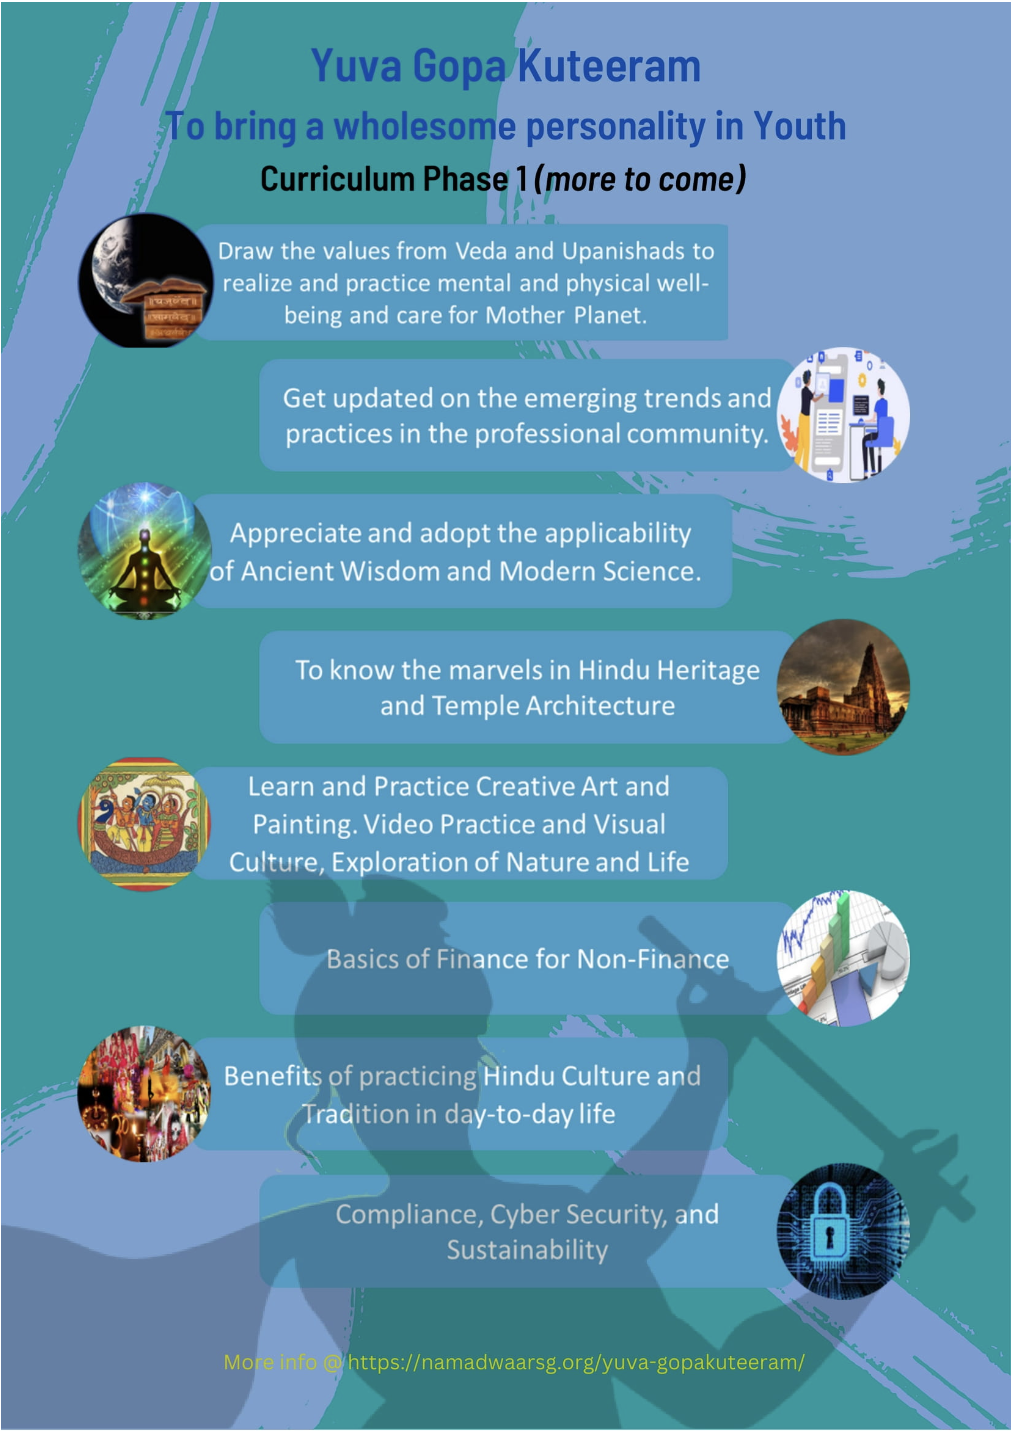 Yuva Gopa Kuteeram
To bring a wholesome personality in Youth
Curriculum Phase 1 (more to come)
Draw the values from Veda and Upanishads to
realize and practice mental and physical well-
being and care for Mother Planet.
Get updated on the emerging trends and
practices in the professional community.
Appreciate and adopt the applicability
of Ancient Wisdom and Modern Science.
To know the marvels in Hindu Heritage
and Temple Architecture
Learn and Practice Creative Art and
Painting. Video Practice and Visual
Culture, Exploration of Nature and Life
Basics of Finance for Non-Finance
Benefits of practicing Hindu Culture and
Tradition in day-to-day life
Compliance, Cyber Security, and
Sustainability
More info @ https://namadwaarsg.org/yuva-gopakuteeram/